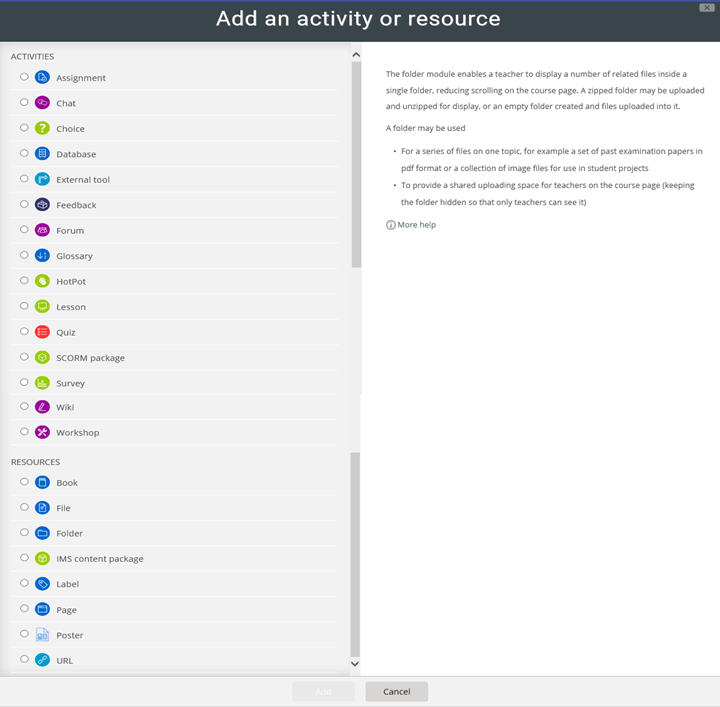 Add an activity or resource
ACTIVITIES
Assignment
Chat
Choice
Database
External tool
Feedback
Forum
Glossary
HotPot
Lesson
Quiz
SCORM package
Survey
Wiki
Workshop
RESOURCES
Book
File
Folder
IMS content package
Label
Page
Poster
URL
The folder module enables a teacher to display a number of related files inside a
single folder, reducing scrolling on the course page. A zipped folder may be uploaded
and unzipped for display, or an empty folder created and files uploaded into it.
A folder may be used
• For a series of files on one topic, for example a set of past examination papers in
pdf format or a collection of image files for use in student projects
• To provide a shared uploading space for teachers on the course page (keeping
the folder hidden so that only teachers can see it)
More help
Add
Cancel